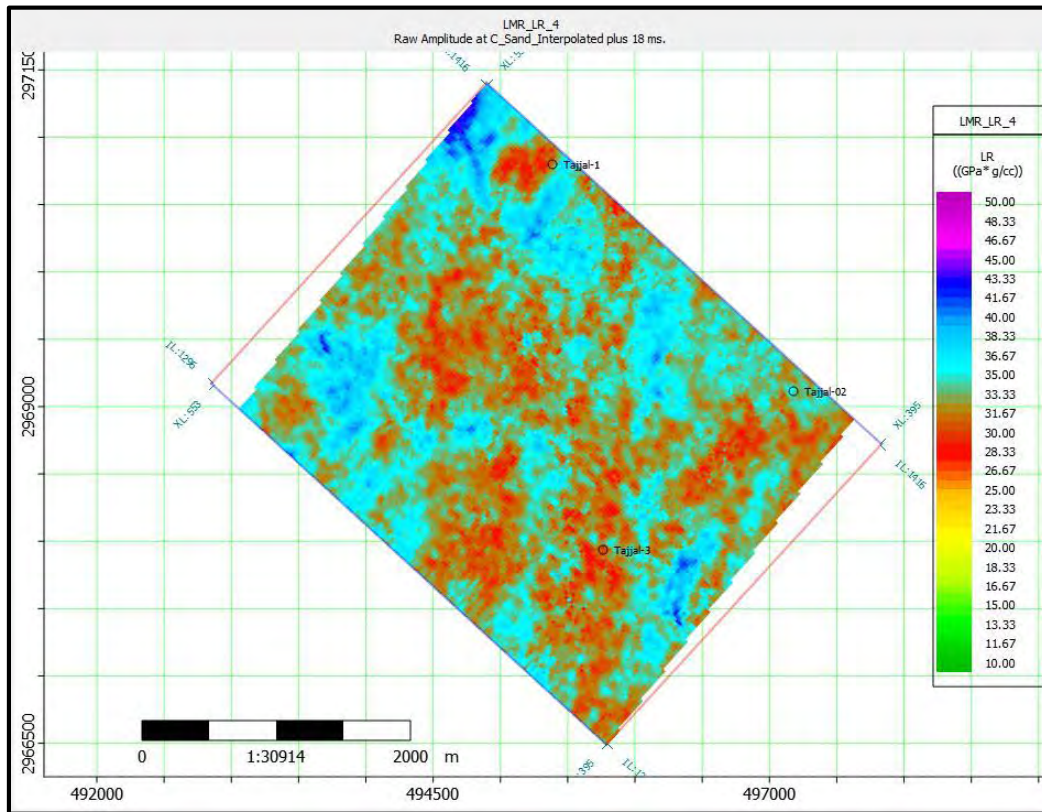 LMR_LR_4
Raw Amplitude at C_Sand_Interpolated plus 18 ms.
LMR_LR_4
LR
((GPa* g/cc))
50.00
48.33
46.67
45.00
43.33
41.67
40.00
38.33
36.67
35.00
33.33
31.67
30.00
28.33
26.67
25.00
23.33
21.67
20.00
18.33
16.67
15.00
13.33
11.67
10.00
Tajjal-1
Tajjal-02
Tajjal-3
IL:1296
XL:553
XL:395
IL:1416
2969000
2966500
0
1:30914
2000 m
492000
494500
497000